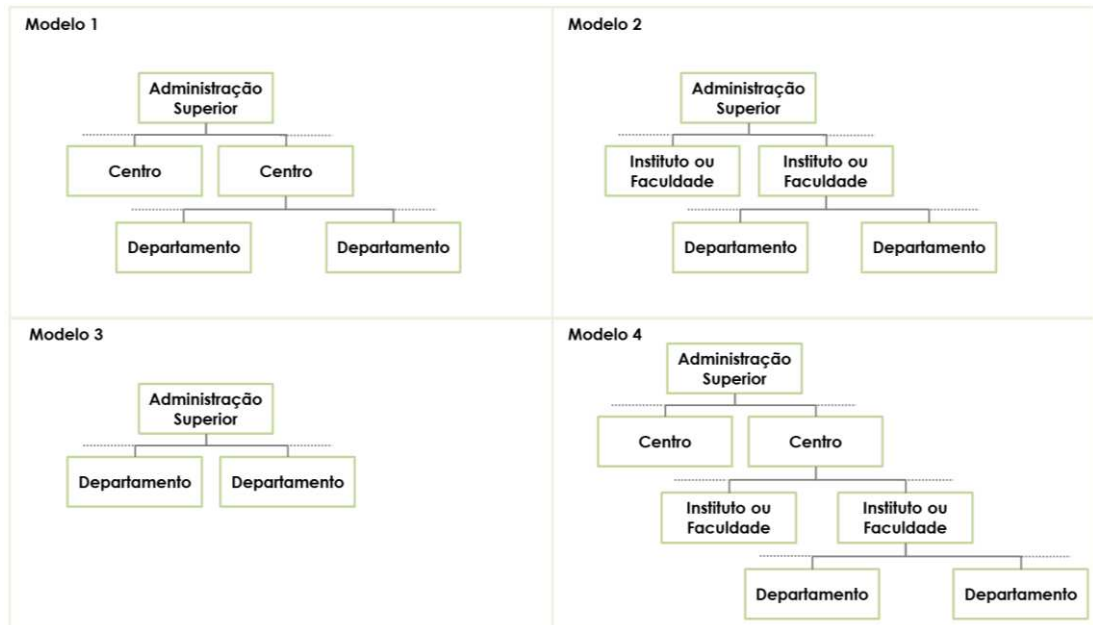 Modelo 1
Administração
Superior
Centro
Centro
Departamento
Departamento
Modelo 2
Administração
Superior
Instituto ou
Faculdade
Instituto ou
Faculdade
Departamento
Departamento
Modelo 3
Administração
Superior
Departamento
Departamento
Modelo 4
Administração
Superior
Centro
Centro
Instituto ou
Faculdade
Instituto ou
Faculdade
Departamento
Departamento